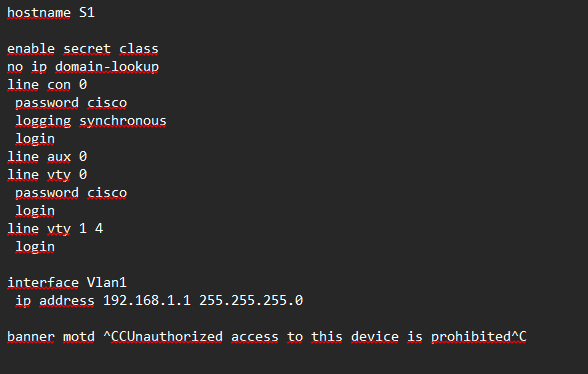 hostname S1
enable secret class
no ip domain-lookup
line con 0
password cisco
logging synchronous
login
line aux 0
line vty 0
password cisco
login
line vty 1 4
login
interface Vlan1
ip address 192.168.1.1 255.255.255.0
banner motd ^CCUnauthorized access to this device is prohibited^C